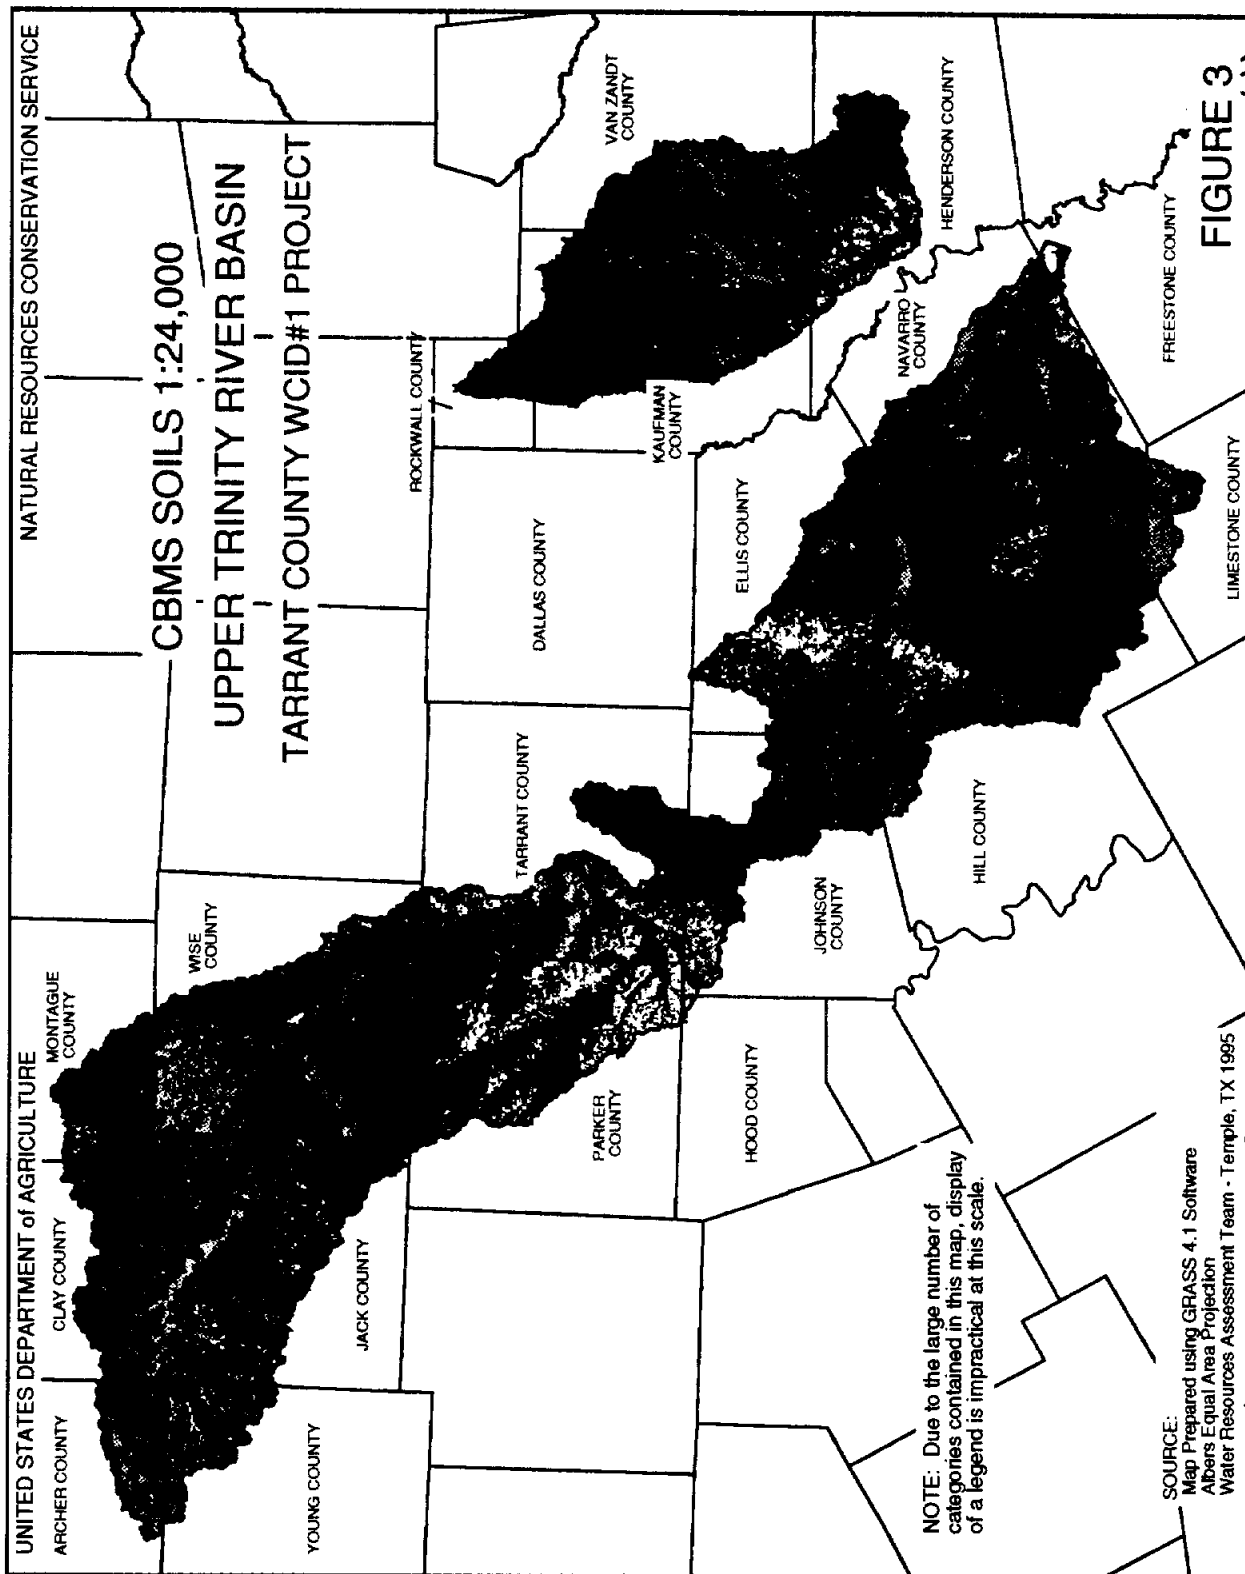 UNITED STATES DEPARTMENT of AGRICULTURE
NATURAL RESOURCES CONSERVATION SERVICE
CBMS SOILS 1:24,000
UPPER TRINITY RIVER BASIN
TARRANT COUNTY WCID#1 PROJECT
ARCHER COUNTY
CLAY COUNTY
MONTAGUE
COUNTY
WISE
COUNTY
YOUNG COUNTY
JACK COUNTY
PARKER
COUNTY
TARRANT COUNTY
DALLAS COUNTY
ROCKWALL COUNTY
KAUFMAN
COUNTY
VAN ZANDT
COUNTY
HOOD COUNTY
JOHNSON
COUNTY
ELLIS COUNTY
NAVARRO
COUNTY
HENDERSON COUNTY
HILL COUNTY
LIMESTONE COUNTY
FREESTONE COUNTY
NOTE: Due to the large number of
categories contained in this map, display
of a legend is impractical at this scale.
SOURCE:
Map Prepared using GRASS 4.1 Software
Albers Equal Area Projection
Water Resources Assessment Team - Temple, TX 1995
FIGURE 3